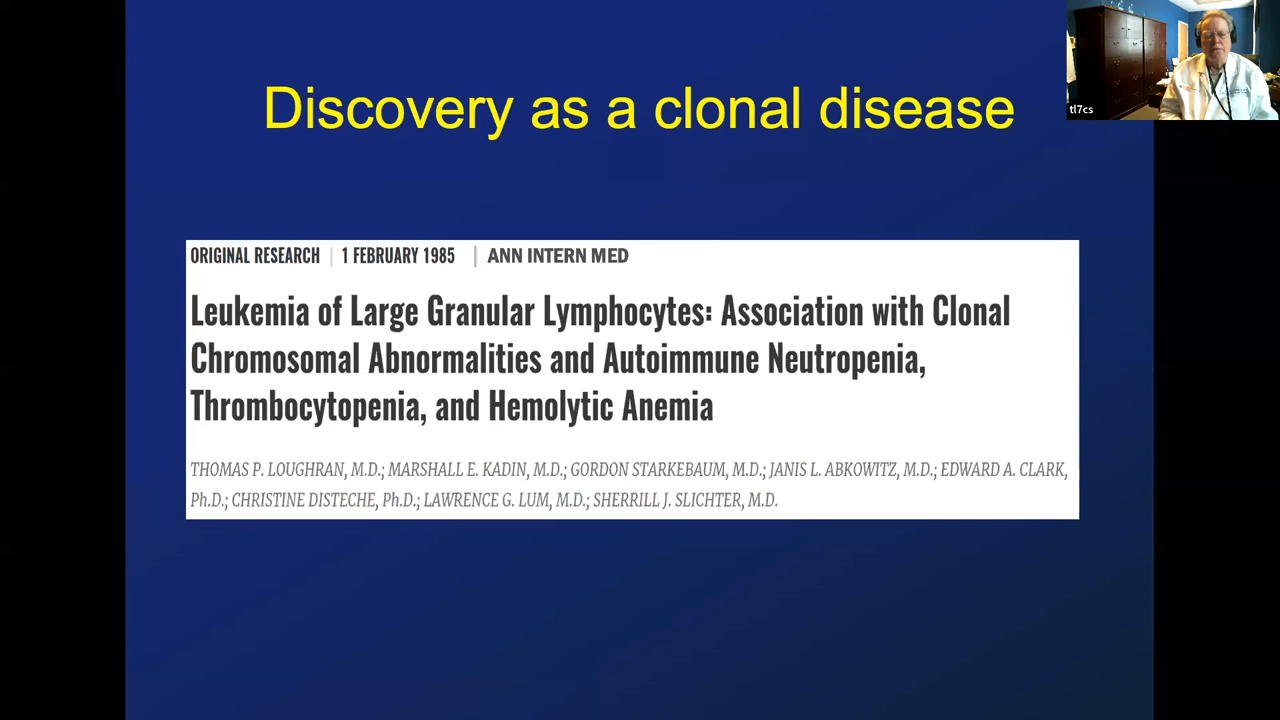 Discovery as a clonal disease
tl7cs
ORIGINAL RESEARCH | 1 FEBRUARY 1985 | ANN INTERN MED
Leukemia of Large Granular Lymphocytes: Association with Clonal
Chromosomal Abnormalities and Autoimmune Neutropenia,
Thrombocytopenia, and Hemolytic Anemia
THOMAS P. LOUGHRAN, M.D.; MARSHALL E. KADIN, M.D.; GORDON STARKEBAUM, M.D.; JANIS L. ABKOWITZ, M.D.; EDWARD A. CLARK,
Ph.D.; CHRISTINE DISTECHE, Ph.D.; LAWRENCE G. LUM, M.D.; SHERRILL J. SLICHTER, M.D.